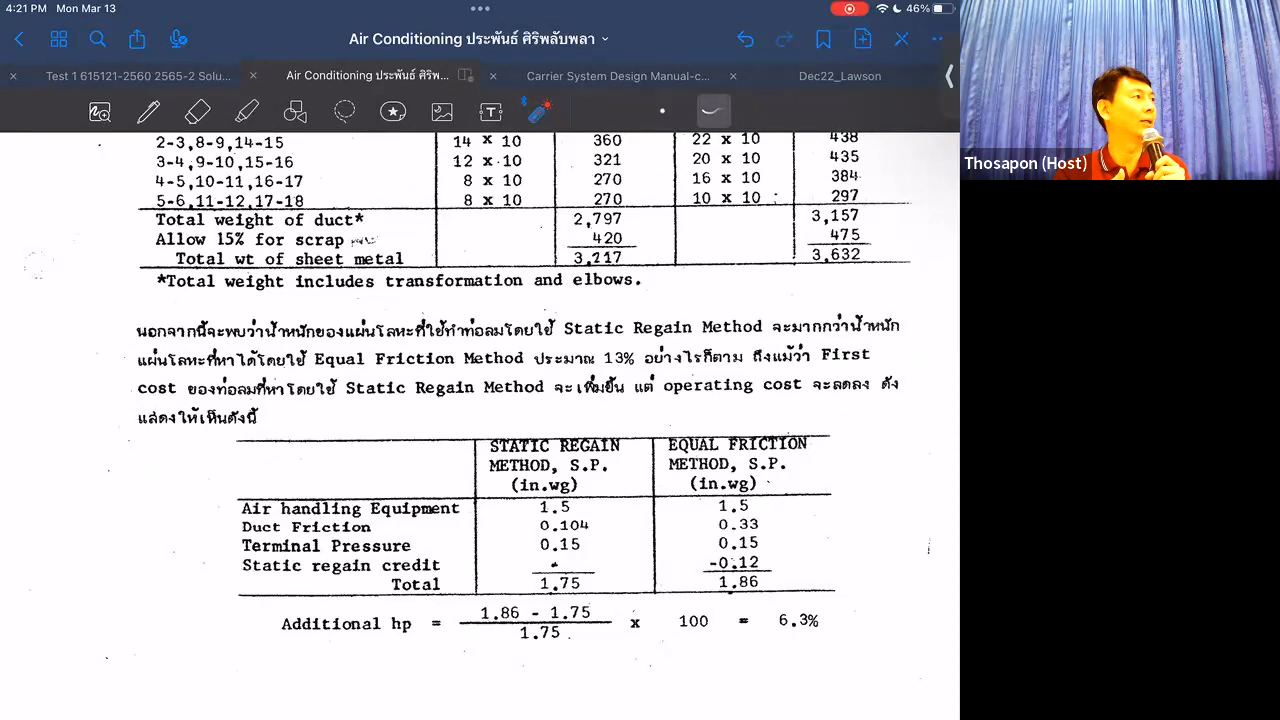 4:21 PM Mon Mar 13
46%
Air Conditioning ประพันธ์ ศิริพลับพลา
Test 1 615121-2560 2565-2 Solu...
Air Conditioning ประพันธ์ ศิริพ...
Carrier System Design Manual-c...
Dec22_Lawson
2-3,8-9,14-15 14 x 10 360 22 x 10 438
3-4,9-10,15-16 12 x 10 321 20 x 10 435
4-5,10-11,16-17 8 x 10 270 16 x 10 384
5-6,11-12,17-18 8 x 10 270 10 x 10 297
Total weight of duct* 2,797 3,157
Allow 15% for scrap 420 475
Total wt of sheet metal 3,217 3,632
*Total weight includes transformation and elbows.
นอกจากนี้จะพบว่าน้ำหนักของแผ่นโลหะที่ใช้ทำท่อลมโดยใช้ Static Regain Method จะมากกว่าน้ำหนัก
แผ่นโลหะที่หาได้โดยใช้ Equal Friction Method ประมาณ 13% อย่างไรก็ตาม ถึงแม้ว่า First
cost ของท่อลมที่หาโดยใช้ Static Regain Method จะเพิ่มขึ้น แต่ operating cost จะลดลง ดัง
แสดงให้เห็นดังนี้
STATIC REGAIN METHOD, S.P. (in.wg) EQUAL FRICTION METHOD, S.P. (in.wg)
Air handling Equipment 1.5 1.5
Duct Friction 0.104 0.33
Terminal Pressure 0.15 0.15
Static regain credit - -0.12
Total 1.75 1.86
Additional hp = 1.86 - 1.75 / 1.75 x 100 = 6.3%
Thosapon (Host)